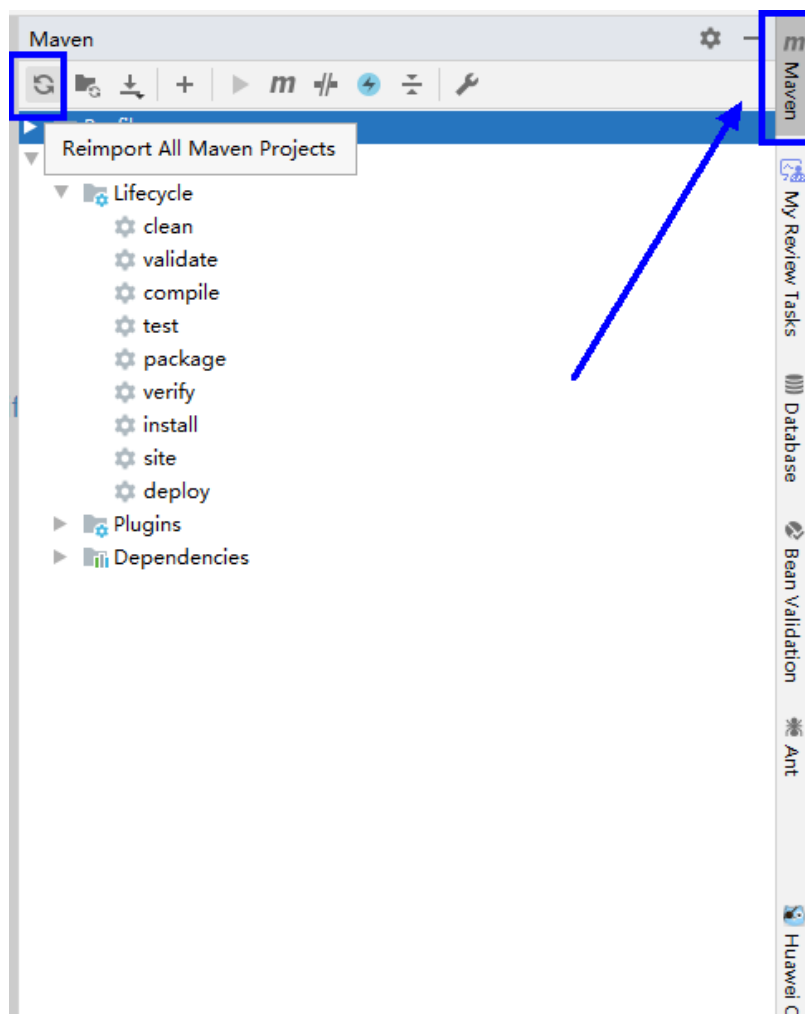 Maven
m
Reimport All Maven Projects
Lifecycle
clean
validate
compile
test
package
verify
install
site
deploy
Plugins
Dependencies
m Maven
My Review Tasks
Database
Bean Validation
Ant
Huawei